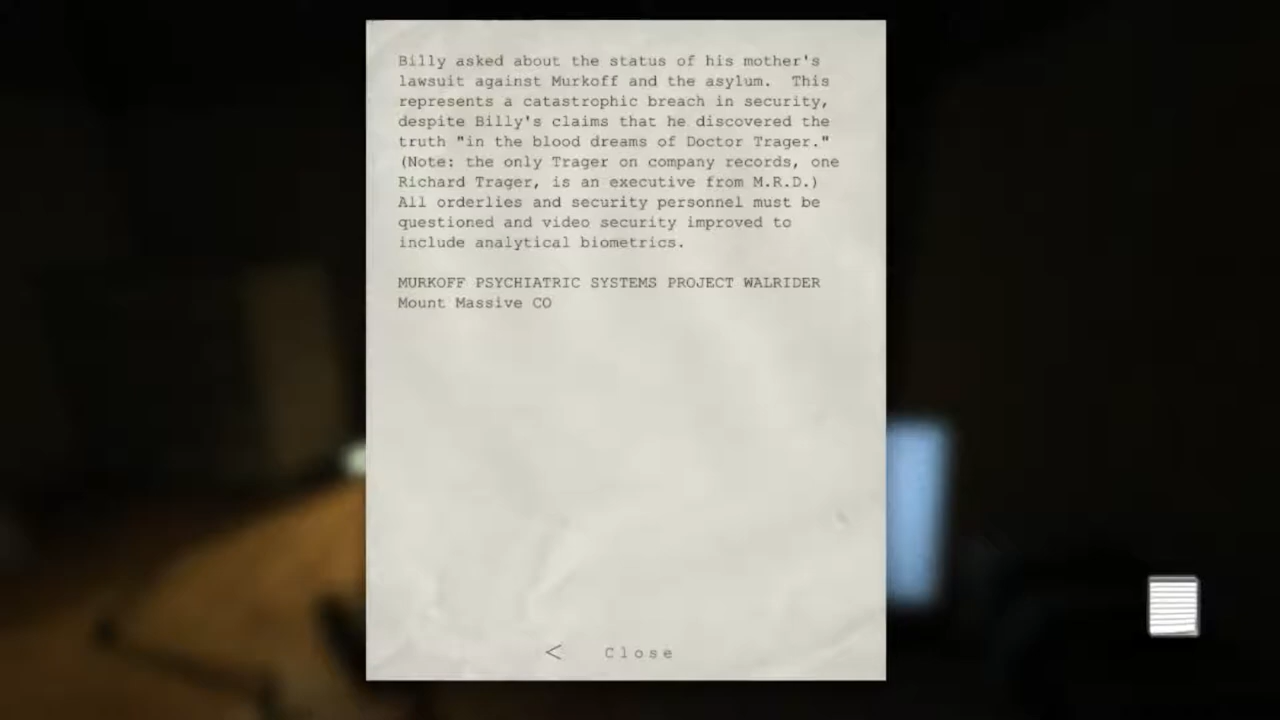 Billy asked about the status of his mother's
lawsuit against Murkoff and the asylum.  This
represents a catastrophic breach in security,
despite Billy's claims that he discovered the
truth "in the blood dreams of Doctor Trager."
(Note: the only Trager on company records, one
Richard Trager, is an executive from M.R.D.)
All orderlies and security personnel must be
questioned and video security improved to
include analytical biometrics.

MURKOFF PSYCHIATRIC SYSTEMS PROJECT WALRIDER
Mount Massive CO

< Close